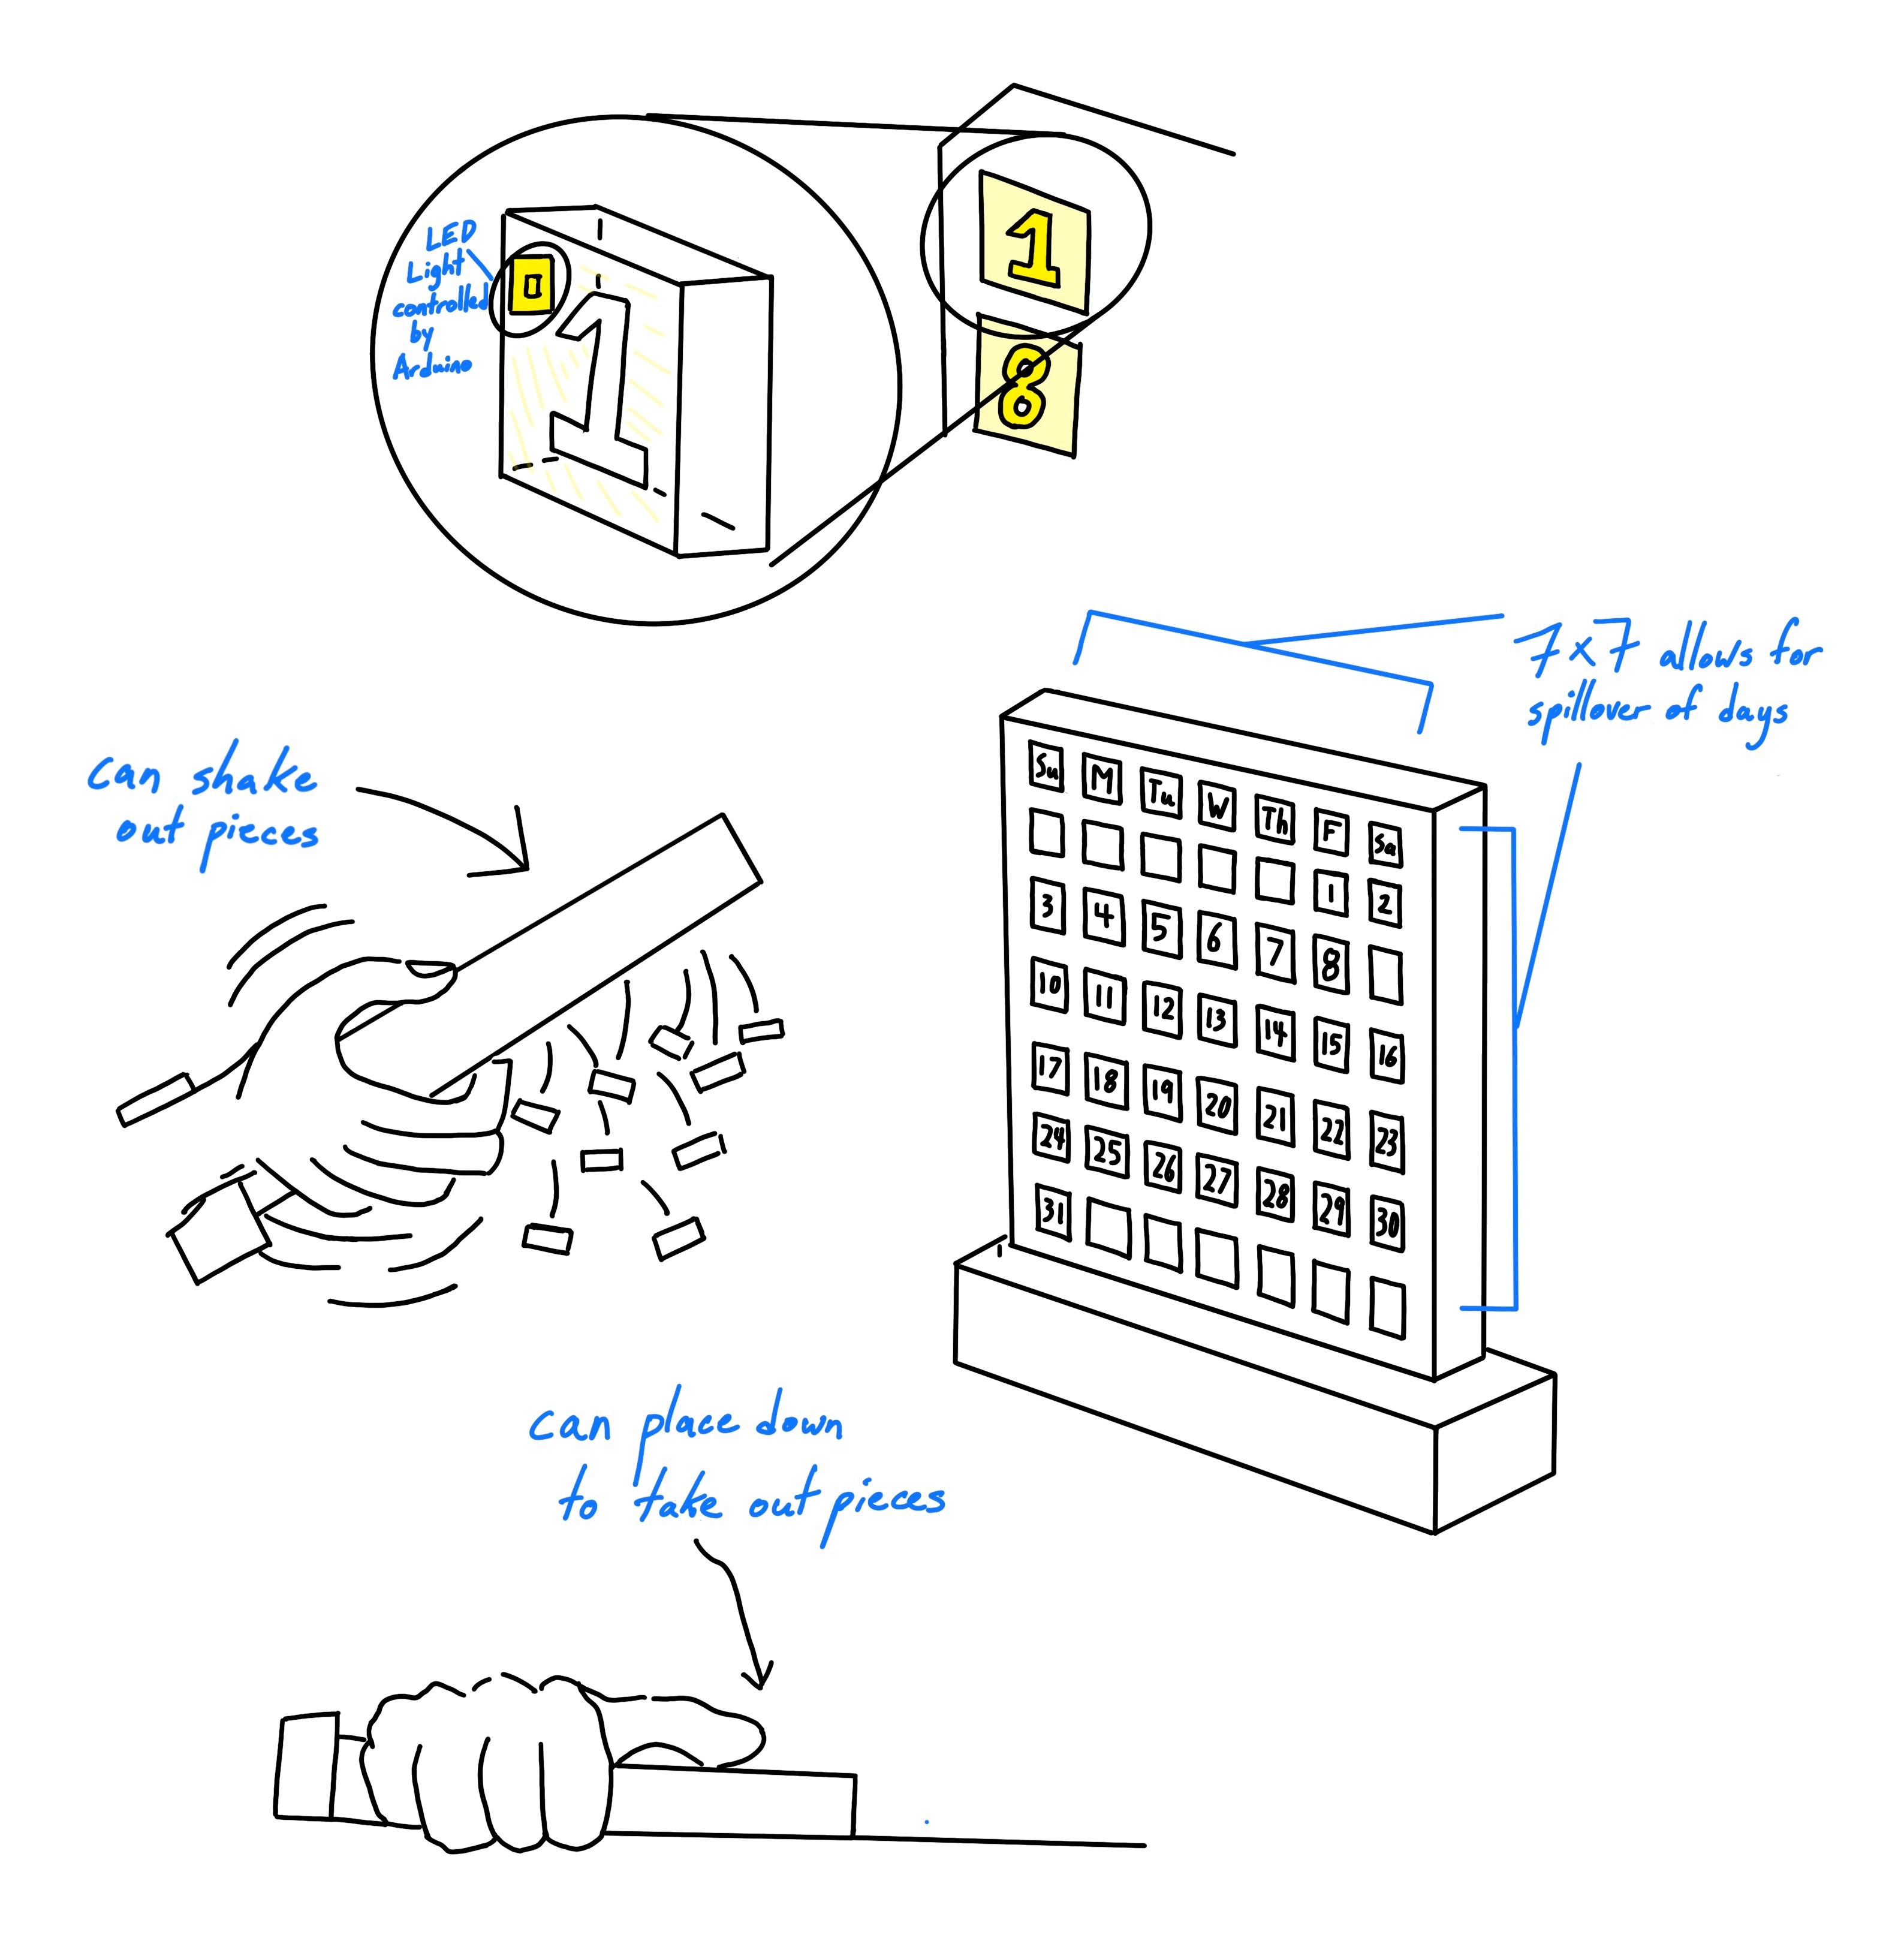 LED
Light
controlled
by
Arduino
1
1
8
7x7 allows for
spillover of days
can shake
out pieces
Su M Tu W Th F Sa
1 2
3 4 5 6 7 8
10 11 12 13 14 15 16
17 18 19 20 21 22 23
24 25 26 27 28 29 30
31
can place down
to take out pieces